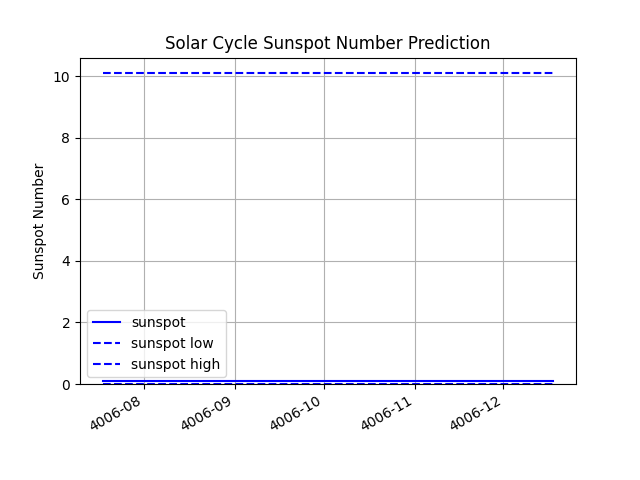 Solar Cycle Sunspot Number Prediction
10
8
6
4
2
0
Sunspot Number
sunspot
sunspot low
sunspot high
4006-08
4006-09
4006-10
4006-11
4006-12